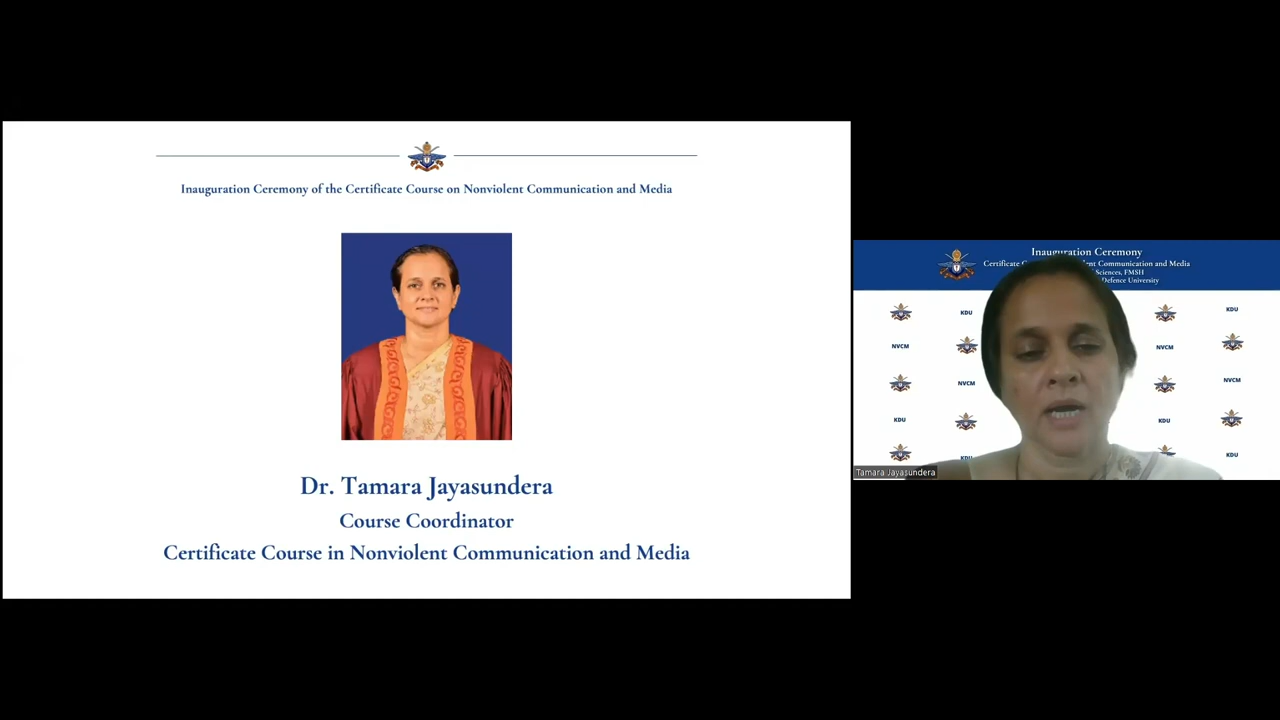 Inauguration Ceremony of the Certificate Course on Nonviolent Communication and Media
Dr. Tamara Jayasundera
Course Coordinator
Certificate Course in Nonviolent Communication and Media
Inauguration Ceremony
Certificate Communication and Media
Sciences, FMSH
Defence University
KDU
KDU
NVCM
NVCM
NVCM
NVCM
KDU
KDU
KDU
KDU
Tamara Jayasundera